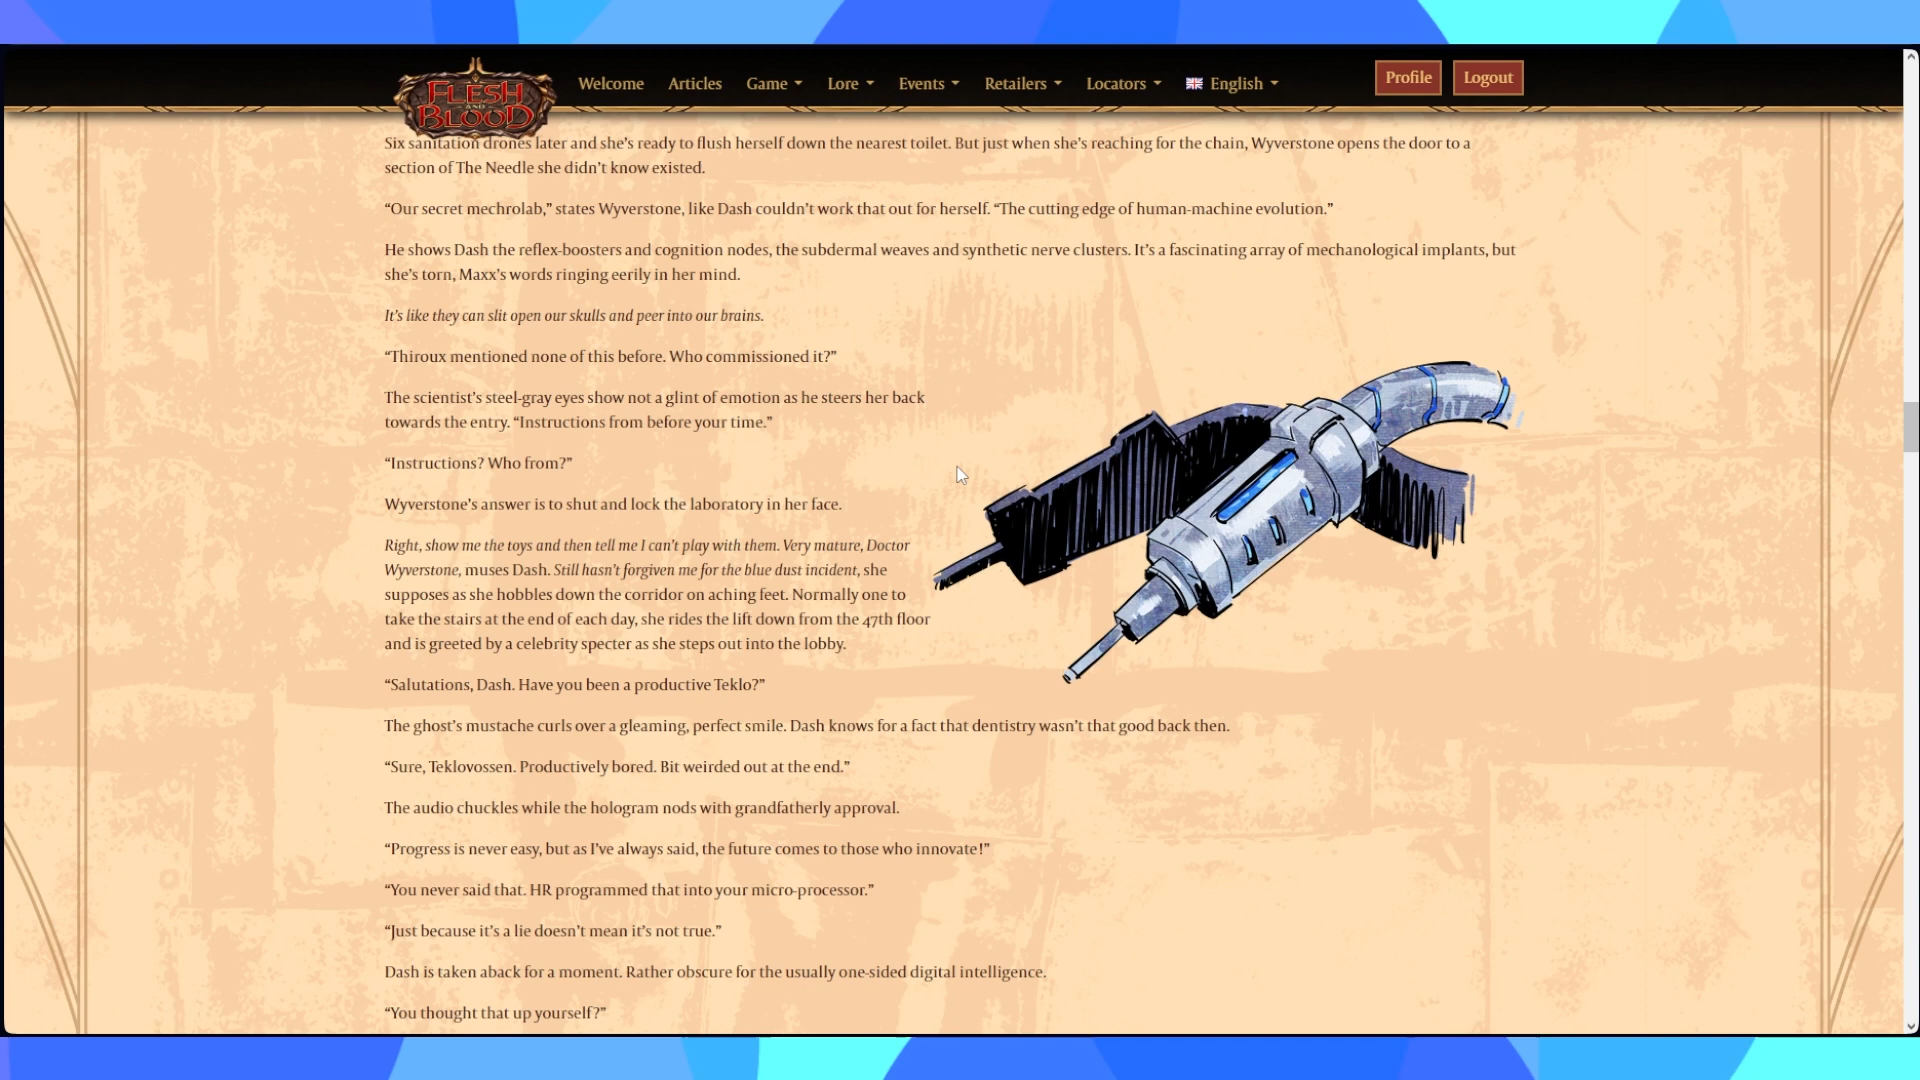 FLESH
AND
BLOOD
Welcome
Articles
Game
Lore
Events
Retailers
Locators
English
Profile
Logout
Six sanitation drones later and she’s ready to flush herself down the nearest toilet. But just when she’s reaching for the chain, Wyverstone opens the door to a
section of The Needle she didn’t know existed.
“Our secret mechrolab,” states Wyverstone, like Dash couldn’t work that out for herself. “The cutting edge of human-machine evolution.”
He shows Dash the reflex-boosters and cognition nodes, the subdermal weaves and synthetic nerve clusters. It’s a fascinating array of mechanological implants, but
she’s torn, Maxx’s words ringing eerily in her mind.
It’s like they can slit open our skulls and peer into our brains.
“Thiroux mentioned none of this before. Who commissioned it?”
The scientist’s steel-gray eyes show not a glint of emotion as he steers her back
towards the entry. “Instructions from before your time.”
“Instructions? Who from?”
Wyverstone’s answer is to shut and lock the laboratory in her face.
Right, show me the toys and then tell me I can’t play with them. Very mature, Doctor
Wyverstone, muses Dash. Still hasn’t forgiven me for the blue dust incident, she
supposes as she hobbles down the corridor on aching feet. Normally one to
take the stairs at the end of each day, she rides the lift down from the 47th floor
and is greeted by a celebrity specter as she steps out into the lobby.
“Salutations, Dash. Have you been a productive Teklo?”
The ghost’s mustache curls over a gleaming, perfect smile. Dash knows for a fact that dentistry wasn’t that good back then.
“Sure, Teklovossen. Productively bored. Bit weirded out at the end.”
The audio chuckles while the hologram nods with grandfatherly approval.
“Progress is never easy, but as I’ve always said, the future comes to those who innovate!”
“You never said that. HR programmed that into your micro-processor.”
“Just because it’s a lie doesn’t mean it’s not true.”
Dash is taken aback for a moment. Rather obscure for the usually one-sided digital intelligence.
“You thought that up yourself?”